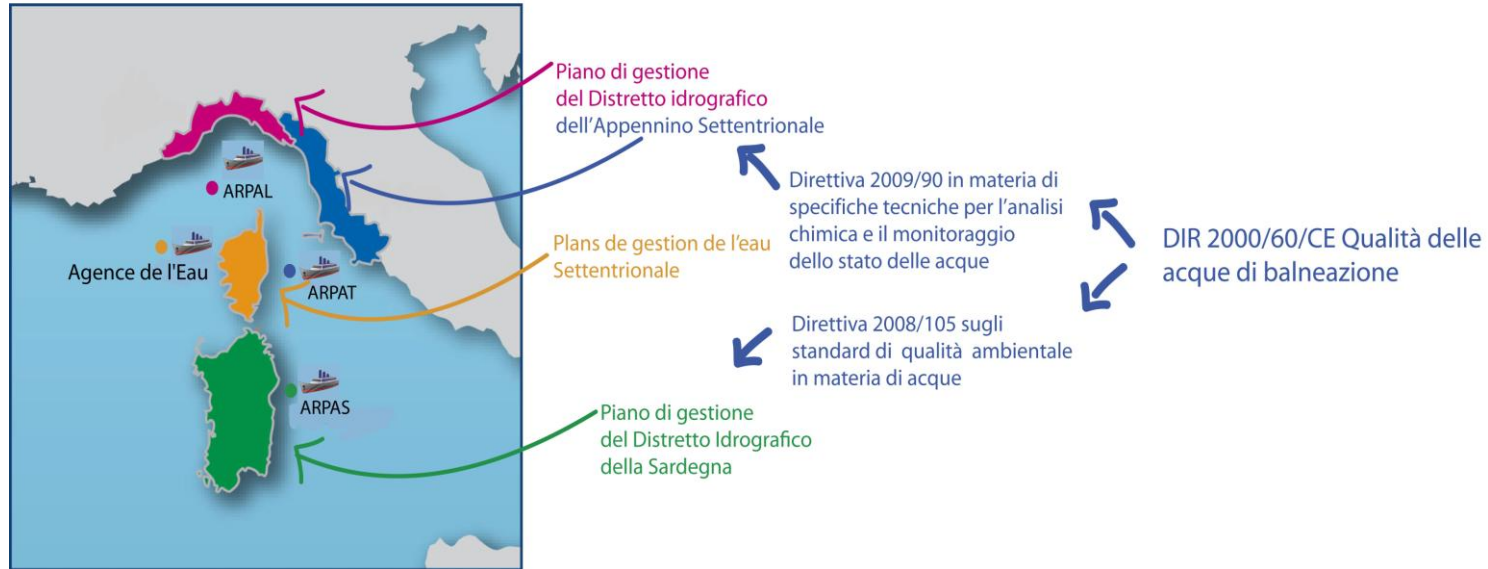 Piano di gestione
del Distretto idrografico
dell'Appennino Settentrionale
ARPAL
Direttiva 2009/90 in materia di
specifiche tecniche per l'analisi
chimica e il monitoraggio
dello stato delle acque
DIR 2000/60/CE Qualità delle
acque di balneazione
Agence de l'Eau
ARPAT
Plans de gestion de l'eau
Settentrionale
Direttiva 2008/105 sugli
standard di qualità ambientale
in materia di acque
ARPAS
Piano di gestione
del Distretto Idrografico
della Sardegna